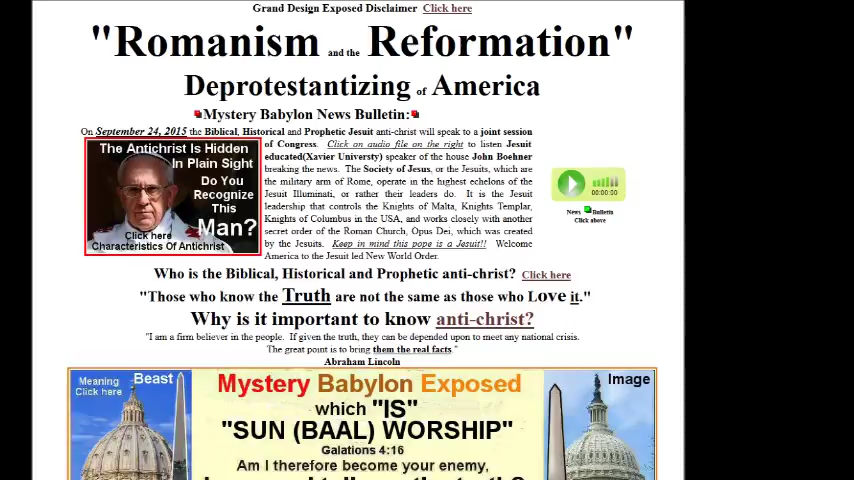 Grand Design Exposed Disclaimer Click here
"Romanism and the Reformation"
Deprotestantizing of America
Mystery Babylon News Bulletin:
On September 24, 2015 the Biblical, Historical and Prophetic Jesuit anti-christ will speak to a joint session
of Congress. Click on audio file on the right to listen Jesuit
educated(Xavier Universty) speaker of the house John Boehner
breaking the news. The Society of Jesus, or the Jesuits, which are
the military arm of Rome, operate in the highest echelons of the
Jesuit Illuminati, or rather their leaders do. It is the Jesuit
leadership that controls the Knights of Malta, Knights Templar,
Knights of Columbus in the USA, and works closely with another
secret order of the Roman Church, Opus Dei, which was created
by the Jesuits. Keep in mind this pope is a Jesuit!! Welcome
America to the Jesuit led New World Order.
The Antichrist Is Hidden
In Plain Sight
Do You
Recognize
This
Man?
Click here
Characteristics Of Antichrist
00:00:00
News Bulletin
Click above
Who is the Biblical, Historical and Prophetic anti-christ? Click here
"Those who know the Truth are not the same as those who Love it."
Why is it important to know anti-christ?
"I am a firm believer in the people. If given the truth, they can be depended upon to meet any national crisis.
The great point is to bring them the real facts."
Abraham Lincoln
Meaning
Click here
Beast
Mystery Babylon Exposed
which "IS"
"SUN (BAAL) WORSHIP"
Galations 4:16
Am I therefore become your enemy,
Image